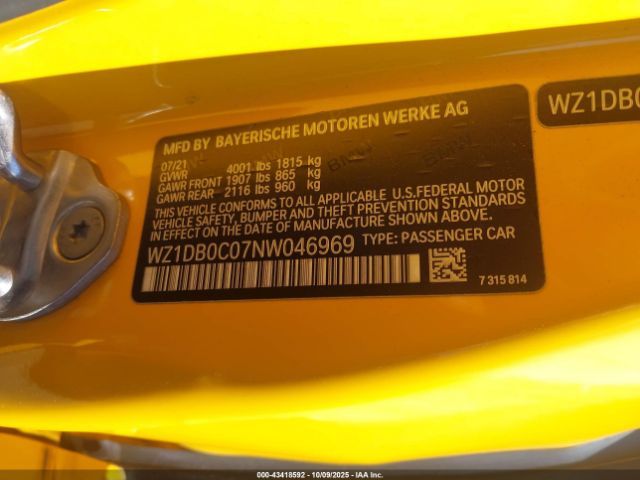 MFD BY BAYERISCHE MOTOREN WERKE AG
07/21
GVWR 4001 lbs 1815 kg
GAWR FRONT 1907 lbs 865 kg
GAWR REAR 2116 lbs 960 kg
THIS VEHICLE CONFORMS TO ALL APPLICABLE U.S.FEDERAL MOTOR
VEHICLE SAFETY, BUMPER AND THEFT PREVENTION STANDARDS
IN EFFECT ON THE DATE OF MANUFACTURE SHOWN ABOVE.
WZ1DB0C07NW046969 TYPE: PASSENGER CAR
7 315 814
WZ1DB0
000-43418592 - 10/09/2025 - IAA Inc.